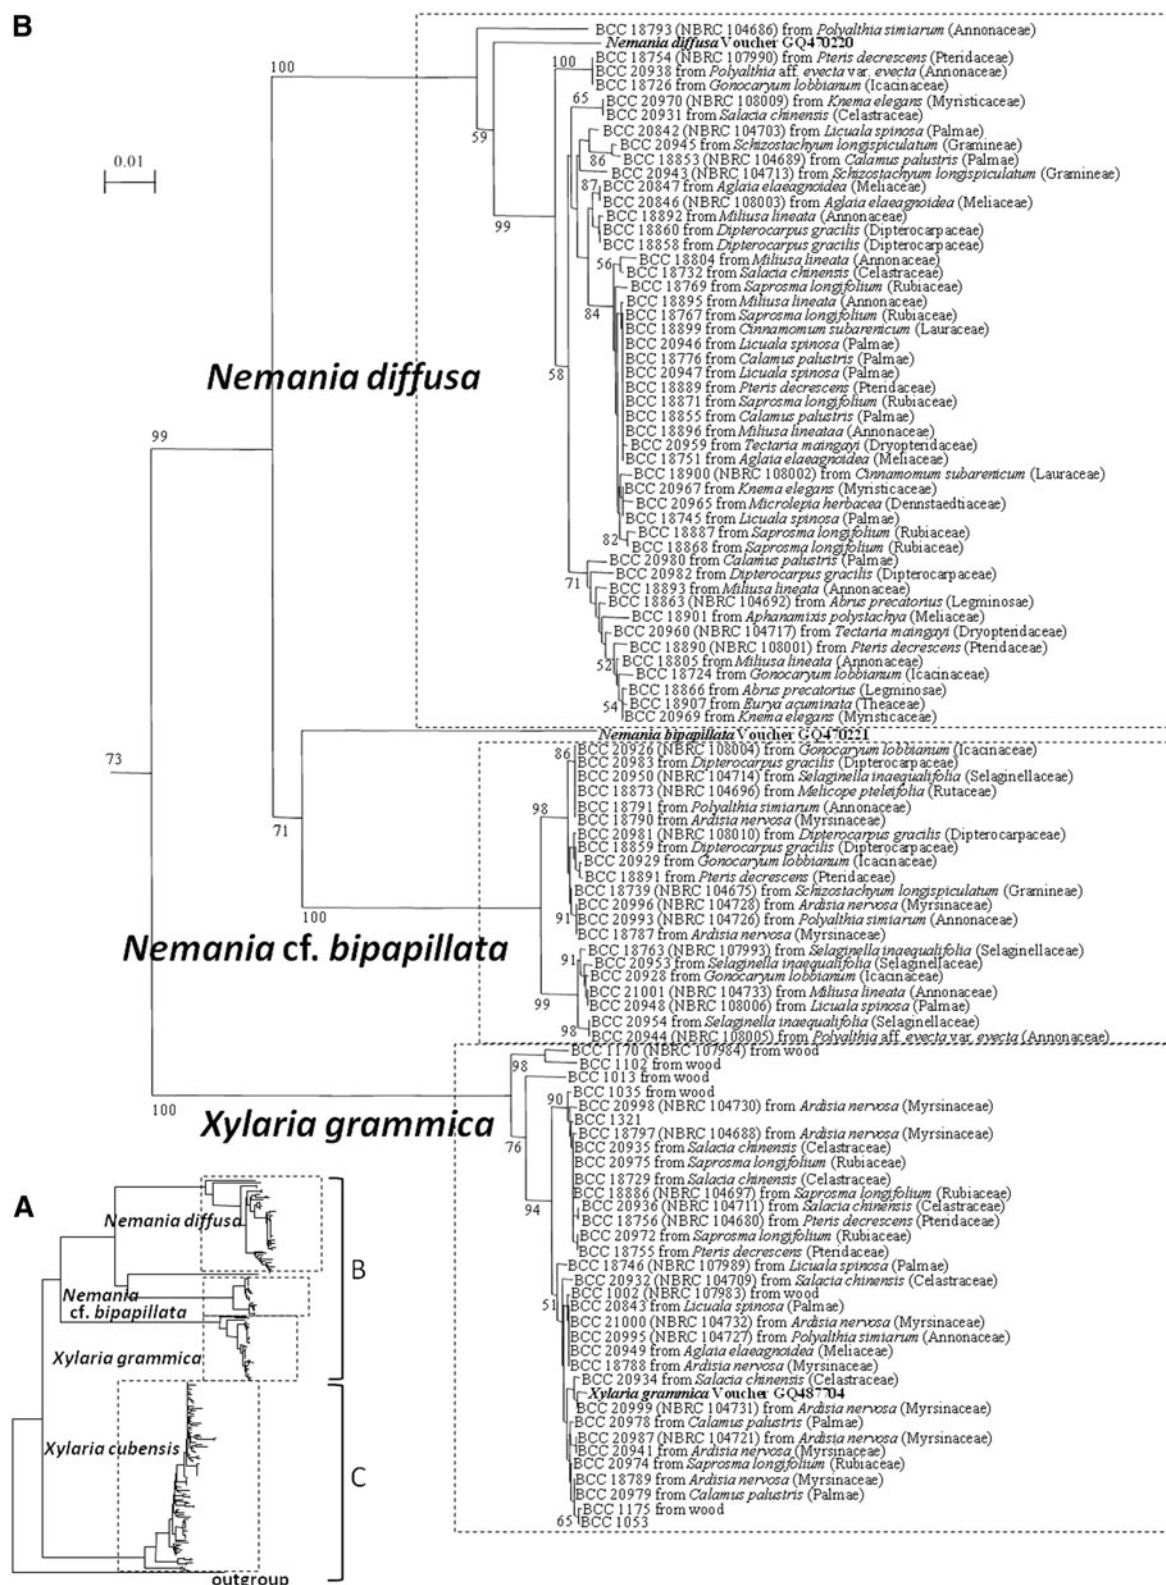 B
BCC 18793 (NBRC 104686) from Polyalthia simiarum (Annonaceae)
Nemania diffusa Voucher GQ470220
100
100
BCC 18754 (NBRC 107990) from Pteris decrescens (Pteridaceae)
BCC 20938 from Polyalthia aff. evecta var. evecta (Annonaceae)
BCC 18726 from Gonocaryum lobbianum (Icacinaceae)
65
BCC 20970 (NBRC 108009) from Knema elegans (Myristicaceae)
BCC 20931 from Salacia chinensis (Celastraceae)
59
BCC 20842 (NBRC 104703) from Licuala spinosa (Palmae)
BCC 20945 from Schizostachyum longispiculatum (Gramineae)
0.01
86
BCC 18853 (NBRC 104689) from Calamus palustris (Palmae)
BCC 20943 (NBRC 104713) from Schizostachyum longispiculatum (Gramineae)
87
BCC 20847 from Aglaia elaeagnoidea (Meliaceae)
BCC 20846 (NBRC 108003) from Aglaia elaeagnoidea (Meliaceae)
99
BCC 18892 from Miliusa lineata (Annonaceae)
BCC 18860 from Dipterocarpus gracilis (Dipterocarpaceae)
BCC 18858 from Dipterocarpus gracilis (Dipterocarpaceae)
56
BCC 18804 from Miliusa lineata (Annonaceae)
BCC 18732 from Salacia chinensis (Celastraceae)
BCC 18769 from Saprosma longifolium (Rubiaceae)
84
BCC 18895 from Miliusa lineata (Annonaceae)
BCC 18767 from Saprosma longifolium (Rubiaceae)
BCC 18899 from Cinnamomum subarenicum (Lauraceae)
BCC 20946 from Licuala spinosa (Palmae)
BCC 18776 from Calamus palustris (Palmae)
Nemania diffusa
58
BCC 20947 from Licuala spinosa (Palmae)
BCC 18889 from Pteris decrescens (Pteridaceae)
BCC 18871 from Saprosma longifolium (Rubiaceae)
BCC 18855 from Calamus palustris (Palmae)
BCC 18896 from Miliusa lineataa (Annonaceae)
99
BCC 20959 from Tectaria maingayi (Dryopteridaceae)
BCC 18751 from Aglaia elaeagnoidea (Meliaceae)
BCC 18900 (NBRC 108002) from Cinnamomum subarenicum (Lauraceae)
BCC 20967 from Knema elegans (Myristicaceae)
BCC 20965 from Microlepia herbacea (Dennstaedtiaceae)
BCC 18745 from Licuala spinosa (Palmae)
BCC 18887 from Saprosma longifolium (Rubiaceae)
82
BCC 18868 from Saprosma longifolium (Rubiaceae)
BCC 20980 from Calamus palustris (Palmae)
71
BCC 20982 from Dipterocarpus gracilis (Dipterocarpaceae)
BCC 18893 from Miliusa lineata (Annonaceae)
BCC 18863 (NBRC 104692) from Abrus precatorius (Legminosae)
BCC 18901 from Aphanamixis polystachya (Meliaceae)
BCC 20960 (NBRC 104717) from Tectaria maingayi (Dryopteridaceae)
BCC 18890 (NBRC 108001) from Pteris decrescens (Pteridaceae)
52
BCC 18805 from Miliusa lineata (Annonaceae)
BCC 18724 from Gonocaryum lobbianum (Icacinaceae)
BCC 18866 from Abrus precatorius (Legminosae)
54
BCC 18907 from Eurya acuminata (Theaceae)
BCC 20969 from Knema elegans (Myristicaceae)
Nemania bipapillata Voucher GQ470221
73
86
BCC 20926 (NBRC 108004) from Gonocaryum lobbianum (Icacinaceae)
BCC 20983 from Dipterocarpus gracilis (Dipterocarpaceae)
BCC 20950 (NBRC 104714) from Selaginella inaequalifolia (Selaginellaceae)
BCC 18873 (NBRC 104696) from Melicope pteleifolia (Rutaceae)
98
BCC 18791 from Polyalthia simiarum (Annonaceae)
BCC 18790 from Ardisia nervosa (Myrsinaceae)
71
BCC 20981 (NBRC 108010) from Dipterocarpus gracilis (Dipterocarpaceae)
BCC 18859 from Dipterocarpus gracilis (Dipterocarpaceae)
BCC 20929 from Gonocaryum lobbianum (Icacinaceae)
BCC 18891 from Pteris decrescens (Pteridaceae)
BCC 18739 (NBRC 104675) from Schizostachyum longispiculatum (Gramineae)
100
91
BCC 20996 (NBRC 104728) from Ardisia nervosa (Myrsinaceae)
BCC 20993 (NBRC 104726) from Polyalthia simiarum (Annonaceae)
BCC 18787 from Ardisia nervosa (Myrsinaceae)
Nemania cf. bipapillata
BCC 18763 (NBRC 107993) from Selaginella inaequalifolia (Selaginellaceae)
91
BCC 20953 from Selaginella inaequalifolia (Selaginellaceae)
BCC 20928 from Gonocaryum lobbianum (Icacinaceae)
BCC 21001 (NBRC 104733) from Miliusa lineata (Annonaceae)
99
BCC 20948 (NBRC 108006) from Licuala spinosa (Palmae)
BCC 20954 from Selaginella inaequalifolia (Selaginellaceae)
98
BCC 20944 (NBRC 108005) from Polyalthia aff. evecta var. evecta (Annonaceae)
BCC 1170 (NBRC 107984) from wood
98
BCC 1102 from wood
BCC 1013 from wood
BCC 1035 from wood
100
90
BCC 20998 (NBRC 104730) from Ardisia nervosa (Myrsinaceae)
BCC 1321
Xylaria grammica
BCC 18797 (NBRC 104688) from Ardisia nervosa (Myrsinaceae)
76
BCC 20935 from Salacia chinensis (Celastraceae)
BCC 20975 from Saprosma longifolium (Rubiaceae)
BCC 18729 from Salacia chinensis (Celastraceae)
BCC 18886 (NBRC 104697) from Saprosma longifolium (Rubiaceae)
94
BCC 20936 (NBRC 104711) from Salacia chinensis (Celastraceae)
BCC 18756 (NBRC 104680) from Pteris decrescens (Pteridaceae)
BCC 20972 from Saprosma longifolium (Rubiaceae)
BCC 18755 from Pteris decrescens (Pteridaceae)
BCC 18746 (NBRC 107989) from Licuala spinosa (Palmae)
BCC 20932 (NBRC 104709) from Salacia chinensis (Celastraceae)
BCC 1002 (NBRC 107983) from wood
51
BCC 20843 from Licuala spinosa (Palmae)
BCC 21000 (NBRC 104732) from Ardisia nervosa (Myrsinaceae)
BCC 20995 (NBRC 104727) from Polyalthia simiarum (Annonaceae)
BCC 20949 from Aglaia elaeagnoidea (Meliaceae)
BCC 18788 from Ardisia nervosa (Myrsinaceae)
BCC 20934 from Salacia chinensis (Celastraceae)
Xylaria grammica Voucher GQ487704
BCC 20999 (NBRC 104731) from Ardisia nervosa (Myrsinaceae)
BCC 20978 from Calamus palustris (Palmae)
BCC 20987 (NBRC 104721) from Ardisia nervosa (Myrsinaceae)
BCC 20941 from Ardisia nervosa (Myrsinaceae)
BCC 20974 from Saprosma longifolium (Rubiaceae)
BCC 18789 from Ardisia nervosa (Myrsinaceae)
BCC 20979 from Calamus palustris (Palmae)
BCC 1175 from wood
65
BCC 1053
A
Nemania diffusa
B
Nemania
cf. bipapillata
Xylaria grammica
Xylaria cubensis
C
outgroup